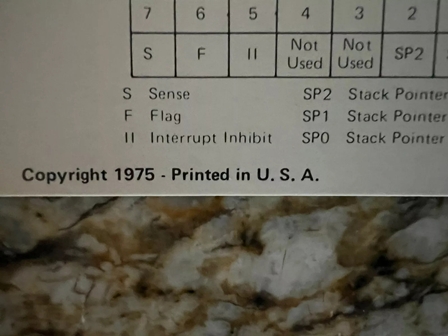 7 6 5 4 3 2
S F II Not Used Not Used SP2
S Sense SP2 Stack Pointer
F Flag SP1 Stack Pointer
II Interrupt Inhibit SP0 Stack Pointer
Copyright 1975 - Printed in U. S. A.